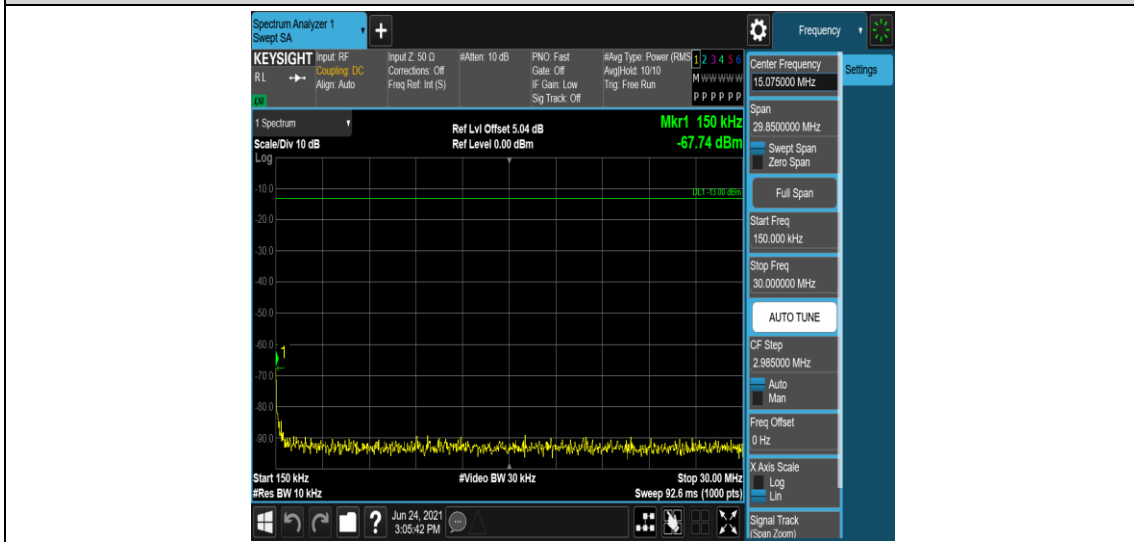 Spectrum Analyzer 1
Swept SA
Frequency
KEYSIGHT
RL
LXI
Input: RF
Coupling: DC
Align: Auto
Input Z: 50 Ω
Corrections: Off
Freq Ref: Int (S)
#Atten: 10 dB
PNO: Fast
Gate: Off
IF Gain: Low
Sig Track: Off
#Avg Type: Power (RMS
Avg|Hold: 10/10
Trig: Free Run
1 2 3 4 5 6
M W W W W W
P P P P P P
1 Spectrum
Scale/Div 10 dB
Log
Ref Lvl Offset 5.04 dB
Ref Level 0.00 dBm
Mkr1 150 kHz
-67.74 dBm
DL1 -13.00 dBm
-10.0
-20.0
-30.0
-40.0
-50.0
-60.0
1
-70.0
-80.0
-90.0
Start 150 kHz
#Video BW 30 kHz
Stop 30.00 MHz
#Res BW 10 kHz
Sweep 92.6 ms (1000 pts)
Jun 24, 2021
3:05:42 PM
Center Frequency
15.075000 MHz
Settings
Span
29.8500000 MHz
Swept Span
Zero Span
Full Span
Start Freq
150.000 kHz
Stop Freq
30.000000 MHz
AUTO TUNE
CF Step
2.985000 MHz
Auto
Man
Freq Offset
0 Hz
X Axis Scale
Log
Lin
Signal Track
(Span Zoom)